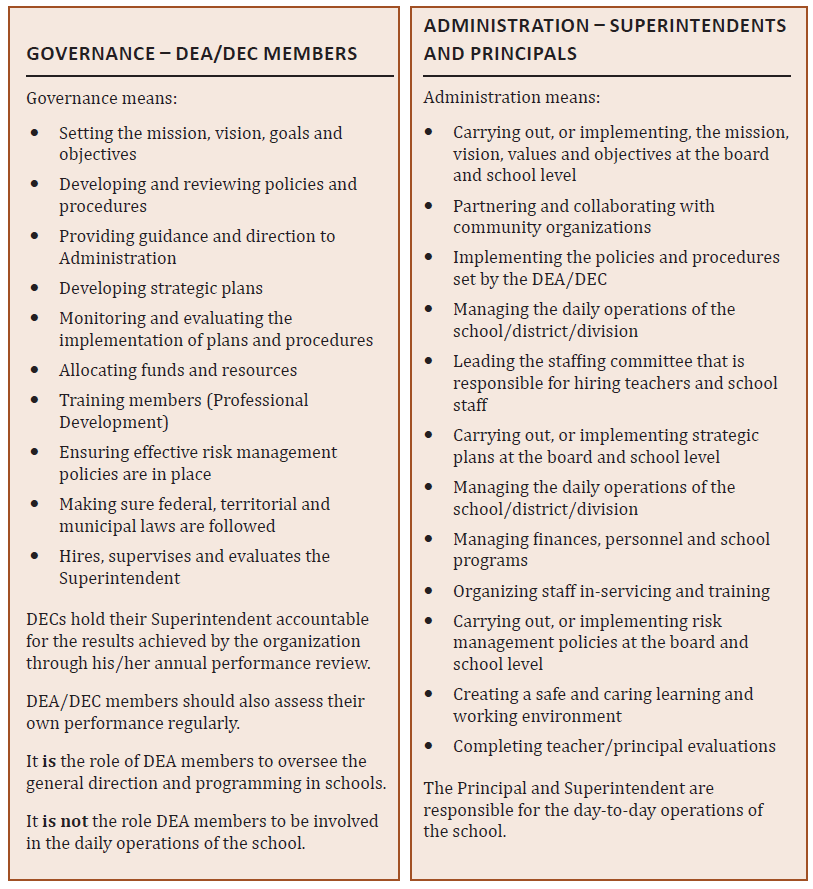 GOVERNANCE – DEA/DEC MEMBERS
Governance means:
• Setting the mission, vision, goals and
objectives
• Developing and reviewing policies and
procedures
• Providing guidance and direction to
Administration
• Developing strategic plans
• Monitoring and evaluating the
implementation of plans and procedures
• Allocating funds and resources
• Training members (Professional
Development)
• Ensuring effective risk management
policies are in place
• Making sure federal, territorial and
municipal laws are followed
• Hires, supervises and evaluates the
Superintendent
DECs hold their Superintendent accountable
for the results achieved by the organization
through his/her annual performance review.
DEA/DEC members should also assess their
own performance regularly.
It is the role of DEA members to oversee the
general direction and programming in schools.
It is not the role DEA members to be involved
in the daily operations of the school.
ADMINISTRATION – SUPERINTENDENTS
AND PRINCIPALS
Administration means:
• Carrying out, or implementing, the mission,
vision, values and objectives at the board
and school level
• Partnering and collaborating with
community organizations
• Implementing the policies and procedures
set by the DEA/DEC
• Managing the daily operations of the
school/district/division
• Leading the staffing committee that is
responsible for hiring teachers and school
staff
• Carrying out, or implementing strategic
plans at the board and school level
• Managing the daily operations of the
school/district/division
• Managing finances, personnel and school
programs
• Organizing staff in-servicing and training
• Carrying out, or implementing risk
management policies at the board and
school level
• Creating a safe and caring learning and
working environment
• Completing teacher/principal evaluations
The Principal and Superintendent are
responsible for the day-to-day operations of
the school.